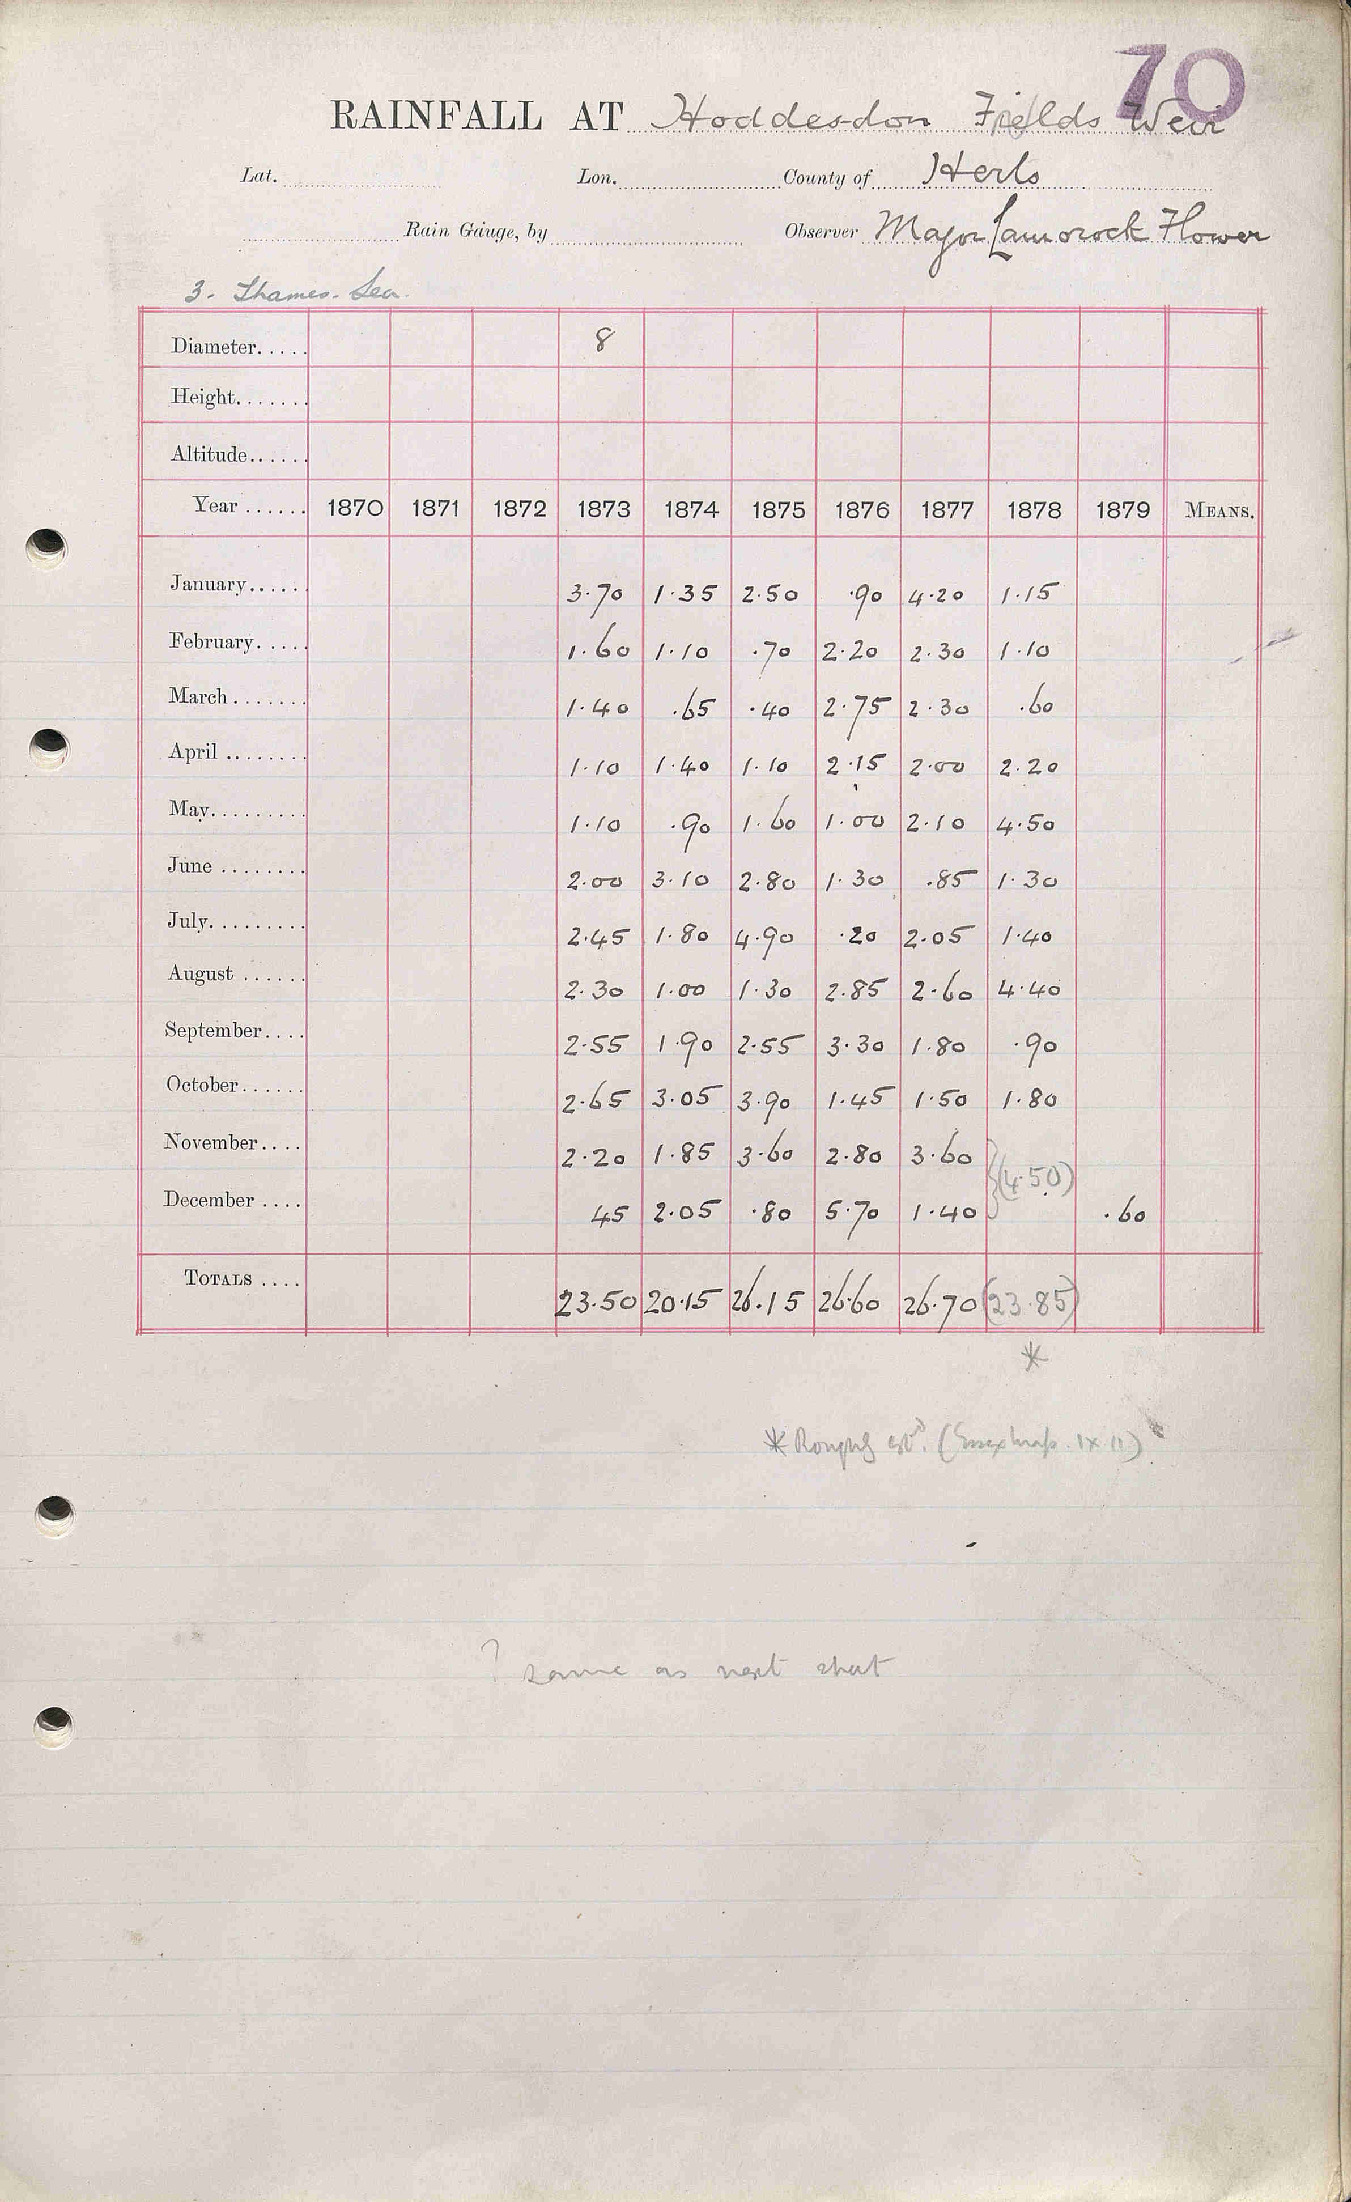 70
RAINFALL AT Hoddesdon Fields Weir
Lat. Lon. County of Herts
Rain Gauge, by Observer Major Lamorock Flower
3. Thames. Lea.
Diameter..... 8
Height.......
Altitude......
Year ...... 1870 1871 1872 1873 1874 1875 1876 1877 1878 1879 MEANS.
January...... 3.70 1.35 2.50 .90 4.20 1.15
February..... 1.60 1.10 .70 2.20 2.30 1.10
March ....... 1.40 .65 .40 2.75 2.30 .60
April ........ 1.10 1.40 1.10 2.15 2.00 2.20
May......... 1.10 .90 1.60 1.00 2.10 4.50
June ........ 2.00 3.10 2.80 1.30 .85 1.30
July......... 2.45 1.80 4.90 .20 2.05 1.40
August ...... 2.30 1.00 1.30 2.85 2.60 4.40
September.... 2.55 1.90 2.55 3.30 1.80 .90
October...... 2.65 3.05 3.90 1.45 1.50 1.80
November.... 2.20 1.85 3.60 2.80 3.60 } (4.50)
December .... 45 2.05 .80 5.70 1.40 .60
TOTALS .... 23.50 20.15 26.15 26.60 26.70 (23.85)
*
* Roughly estd. (Essex IX. 11)
? same as next sheet